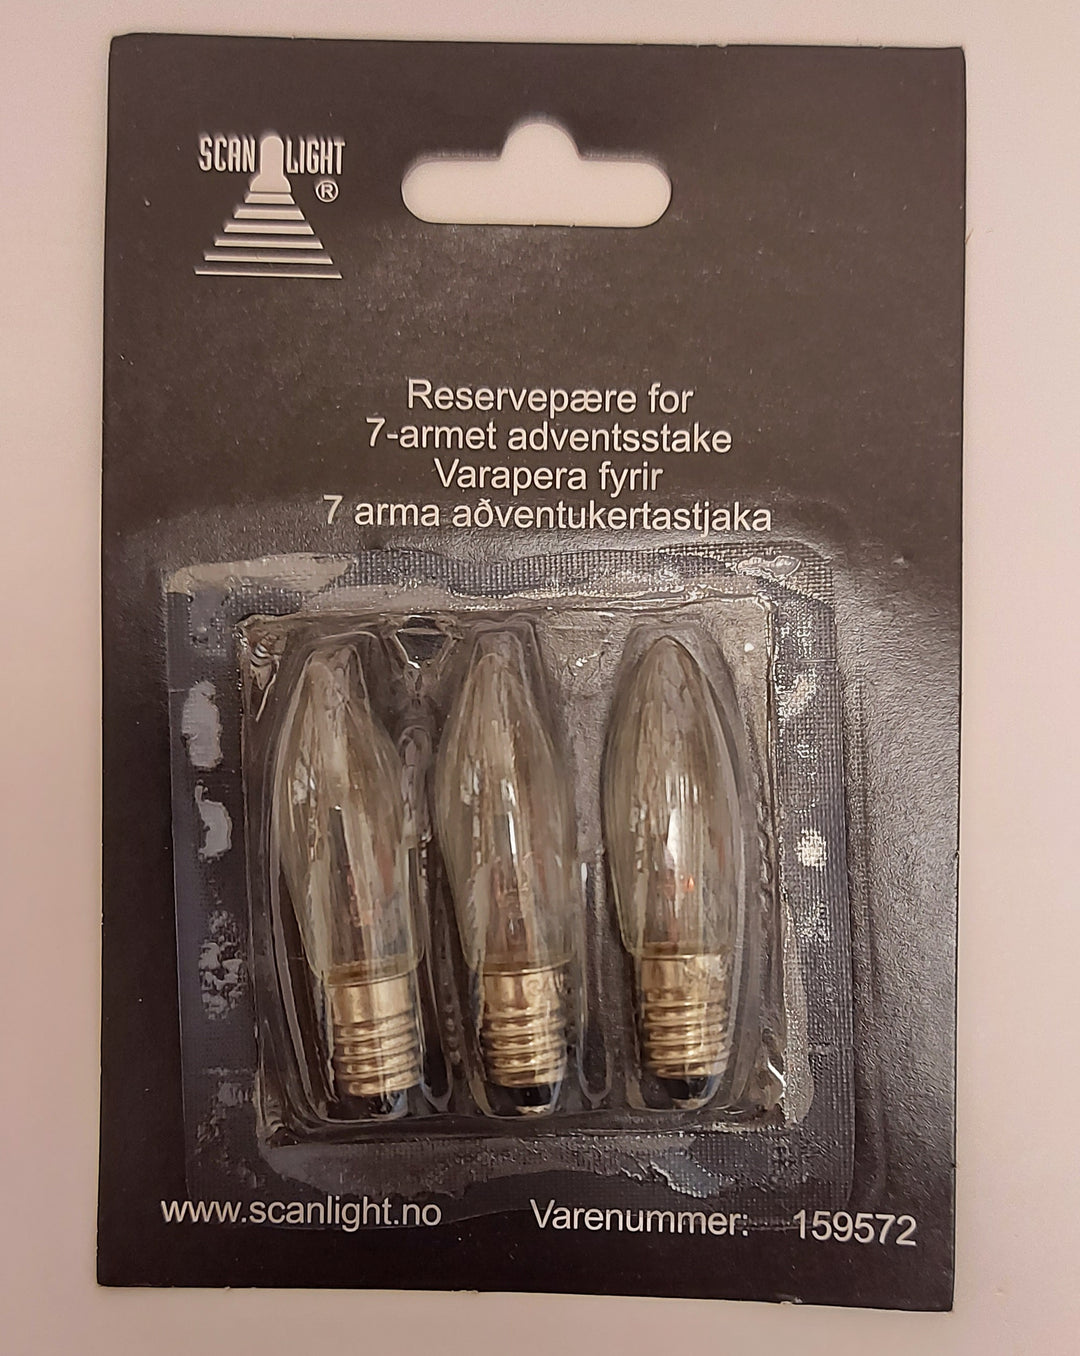 SCAN LIGHT
®
Reservepære for
7-armet adventsstake
Varapera fyrir
7 arma aðventukertastjaka
www.scanlight.no
Varenummer: 159572